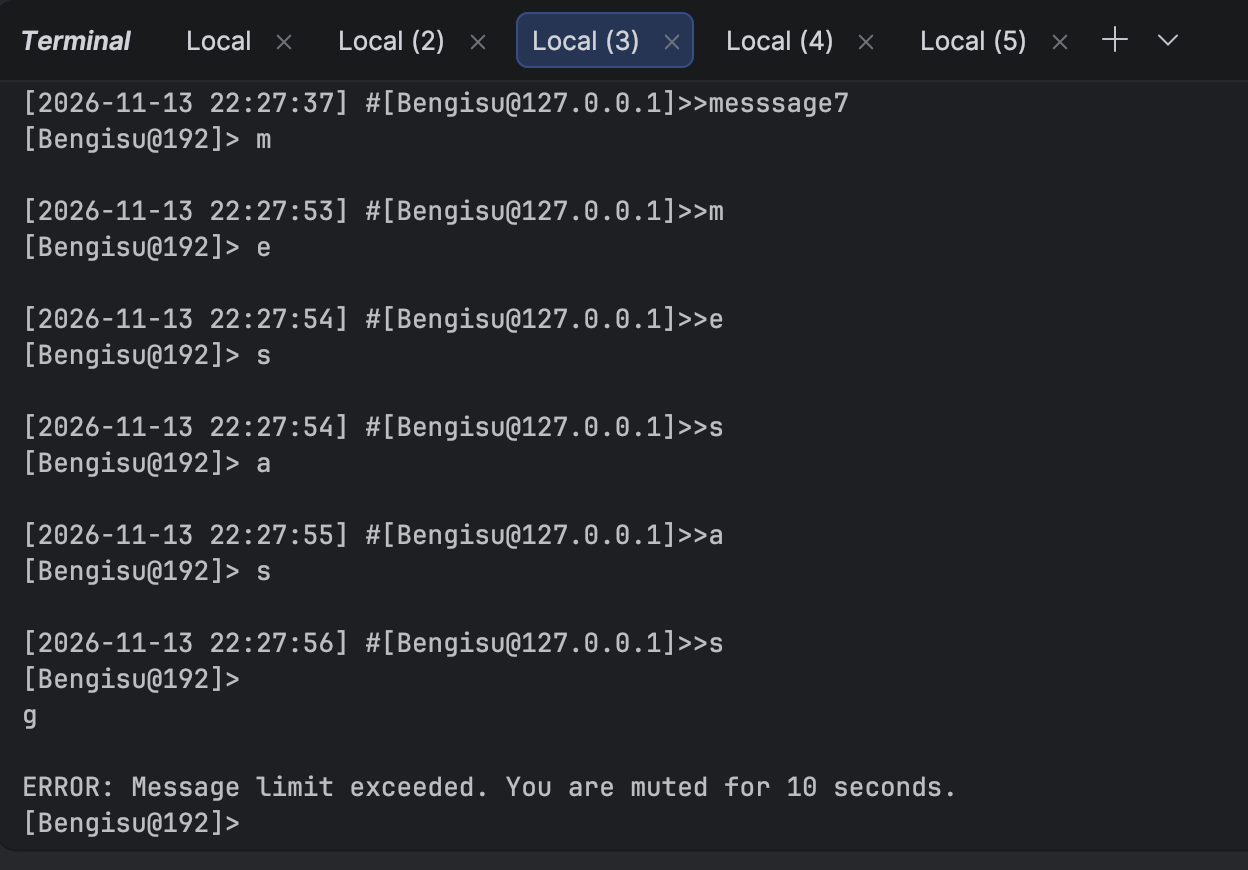 Terminal Local Local (2) Local (3) Local (4) Local (5)
[2026-11-13 22:27:37] #[Bengisu@127.0.0.1]>>messsage7
[Bengisu@192]> m
[2026-11-13 22:27:53] #[Bengisu@127.0.0.1]>>m
[Bengisu@192]> e
[2026-11-13 22:27:54] #[Bengisu@127.0.0.1]>>e
[Bengisu@192]> s
[2026-11-13 22:27:54] #[Bengisu@127.0.0.1]>>s
[Bengisu@192]> a
[2026-11-13 22:27:55] #[Bengisu@127.0.0.1]>>a
[Bengisu@192]> s
[2026-11-13 22:27:56] #[Bengisu@127.0.0.1]>>s
[Bengisu@192]>
g
ERROR: Message limit exceeded. You are muted for 10 seconds.
[Bengisu@192]>